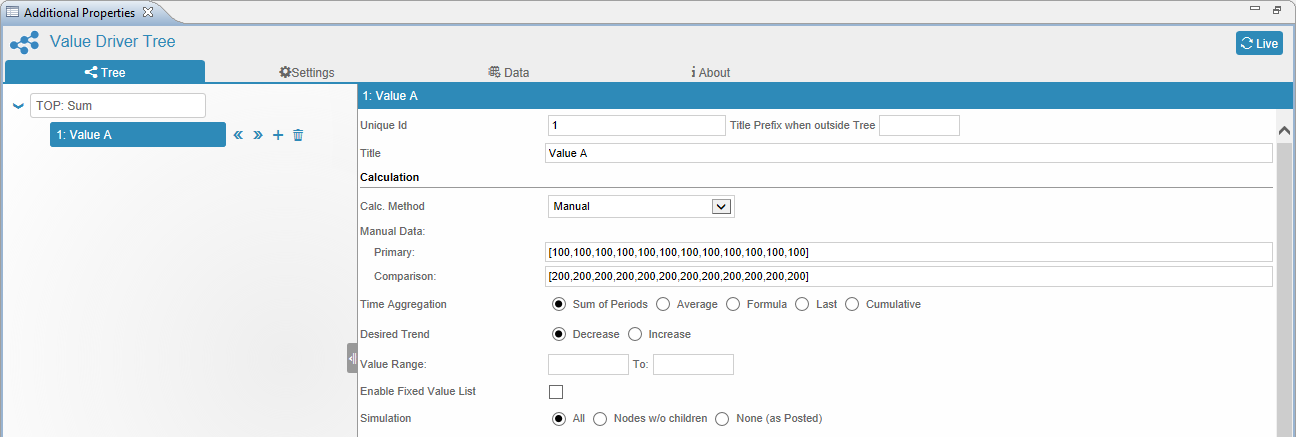 Additional Properties
Value Driver Tree
Live
Tree
Settings
Data
About
TOP: Sum
1: Value A
1: Value A
Unique Id 1 Title Prefix when outside Tree
Title Value A
Calculation
Calc. Method Manual
Manual Data:
Primary: [100,100,100,100,100,100,100,100,100,100,100,100]
Comparison: [200,200,200,200,200,200,200,200,200,200,200,200]
Time Aggregation Sum of Periods Average Formula Last Cumulative
Desired Trend Decrease Increase
Value Range: To:
Enable Fixed Value List
Simulation All Nodes w/o children None (as Posted)